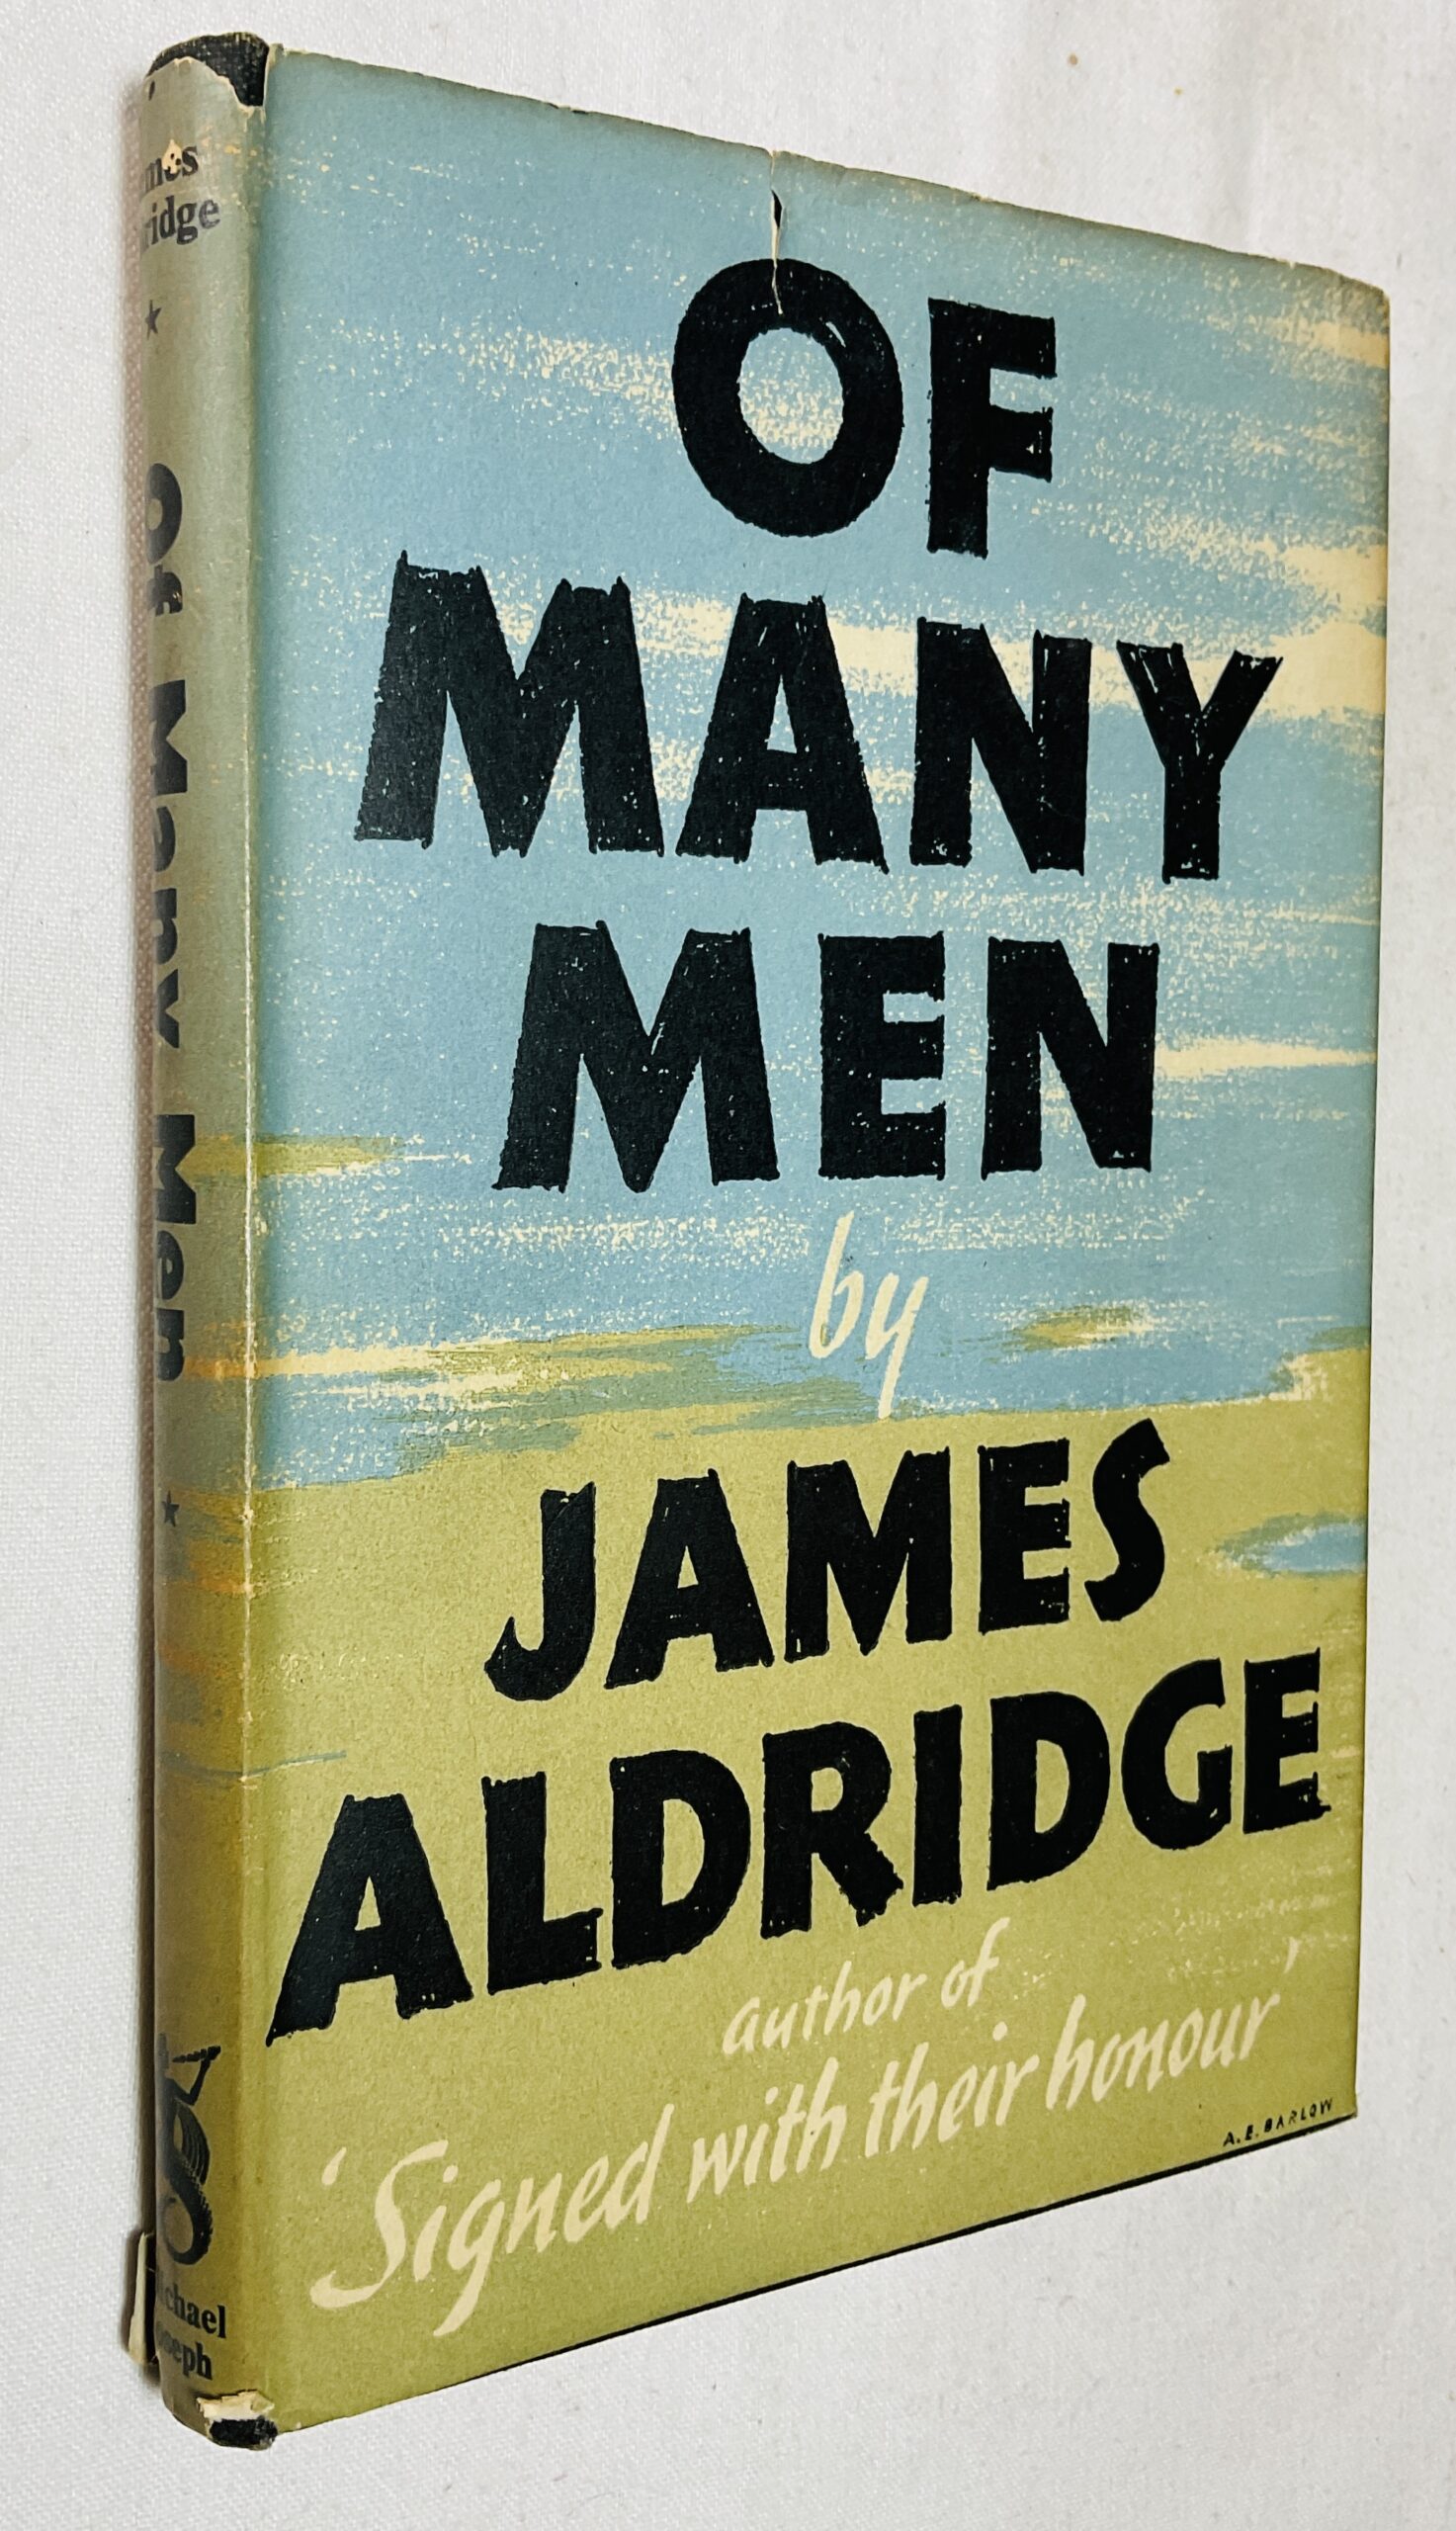 OF
MANY
MEN
by
JAMES
ALDRIDGE
author of
'Signed with their honour'
A. E. BARLOW
★
Of Many Men
★